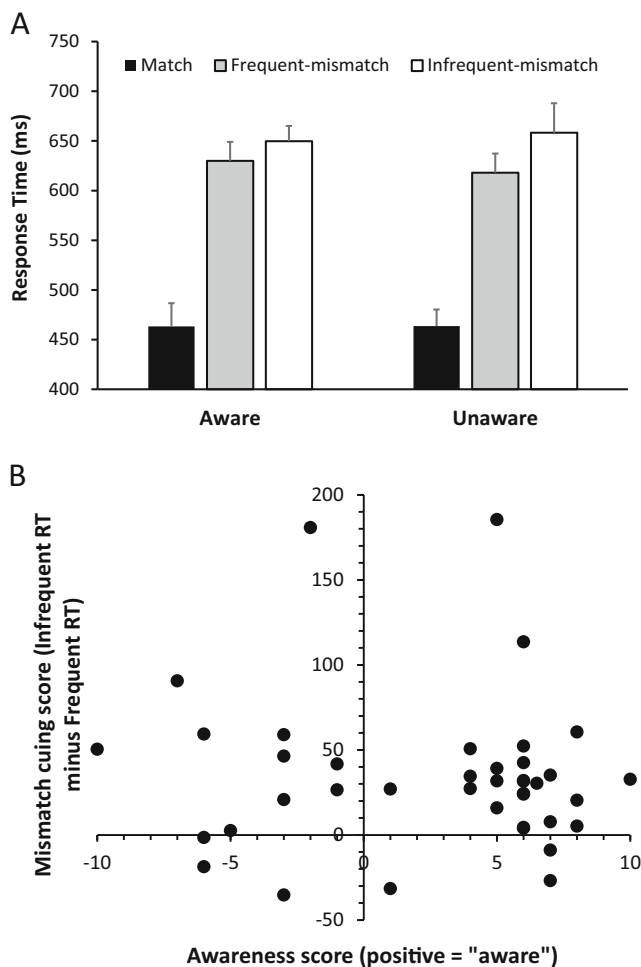 A
750
Match Frequent-mismatch Infrequent-mismatch
700
650
600
550
500
450
400
Response Time (ms)
Aware Unaware
B
200
150
100
50
0
-50
-10 -5 0 5 10
Mismatch cuing score (Infrequent RT
minus Frequent RT)
Awareness score (positive = "aware")